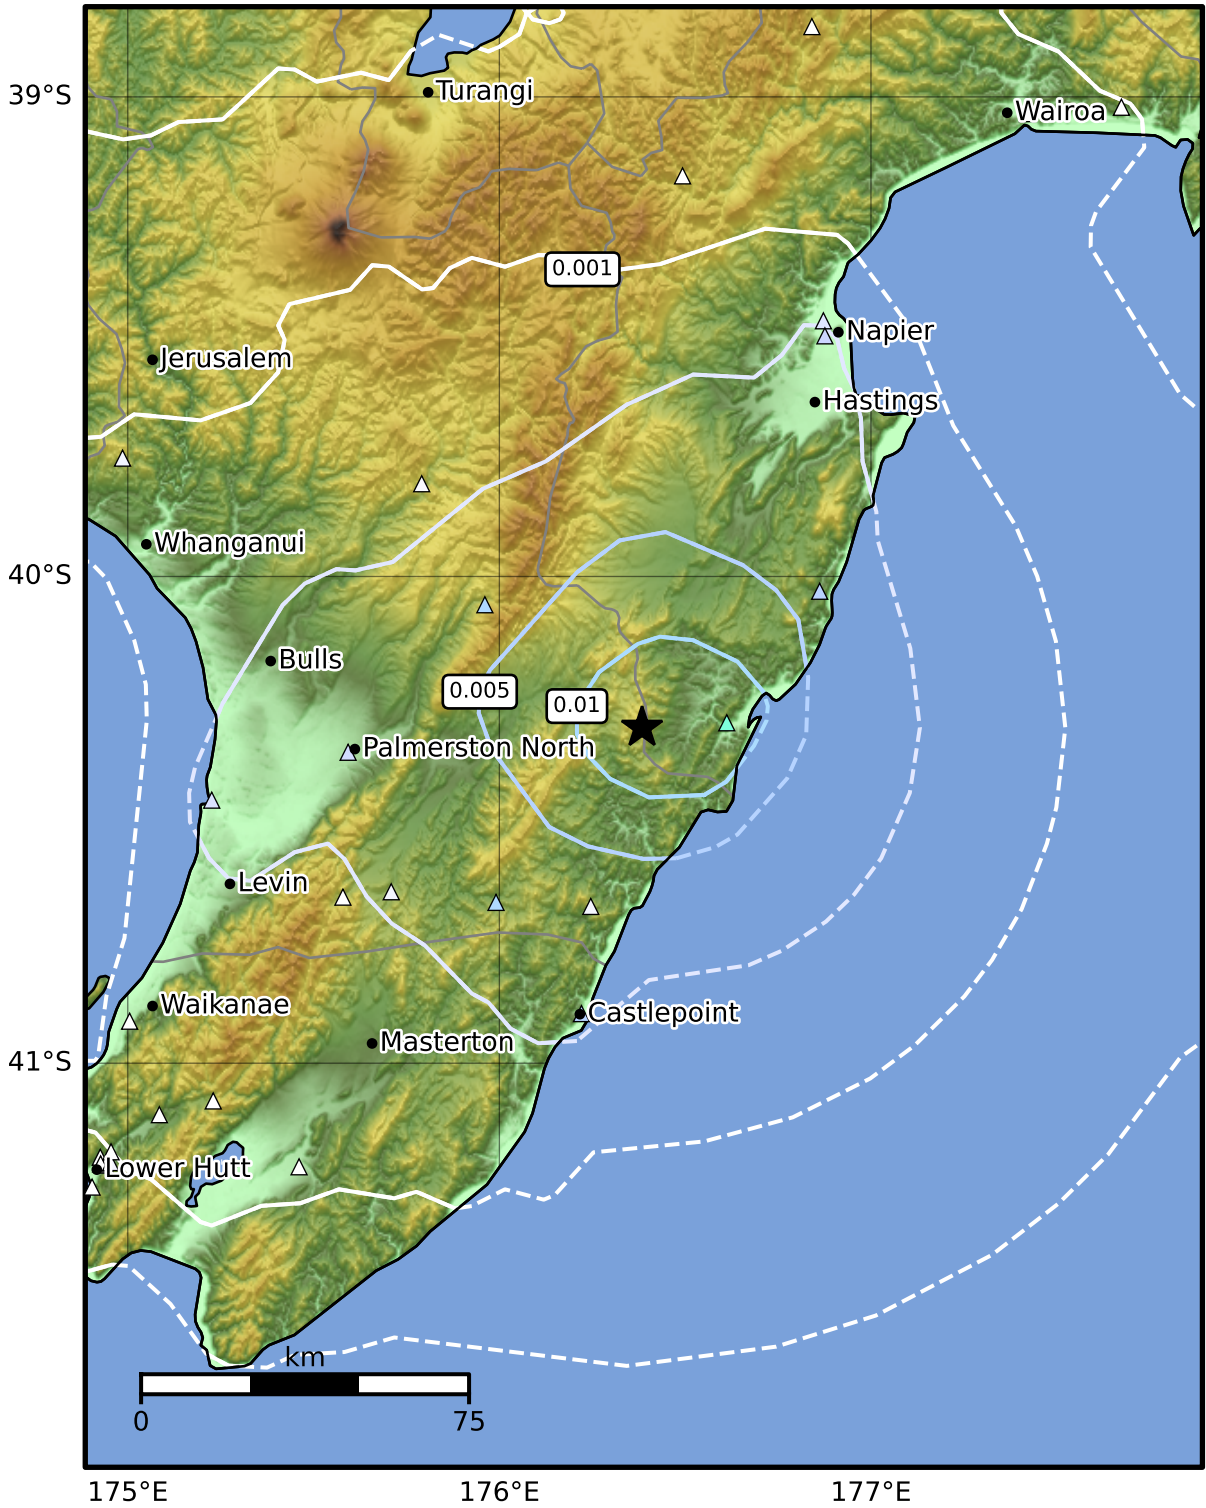 Turangi
39°S
Wairoa
0.001
Napier
Jerusalem
Hastings
Whanganui
40°S
Bulls
0.005
0.01
Palmerston North
Levin
Waikanae
Castlepoint
Masterton
41°S
Lower Hutt
km
0
75
175°E
176°E
177°E